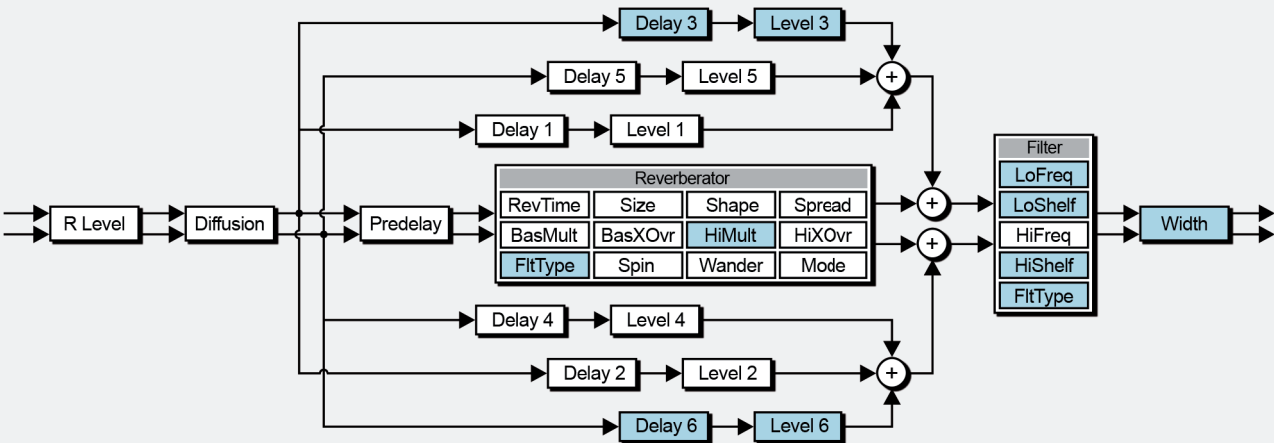 Delay 3 Level 3
Delay 5 Level 5 +
Delay 1 Level 1
Filter
LoFreq
Reverberator
RevTime Size Shape Spread + LoShelf
R Level Diffusion Predelay Width
BasMult BasXOvr HiMult HiXOvr + HiFreq
FltType Spin Wander Mode HiShelf
FltType
Delay 4 Level 4
Delay 2 Level 2 +
Delay 6 Level 6